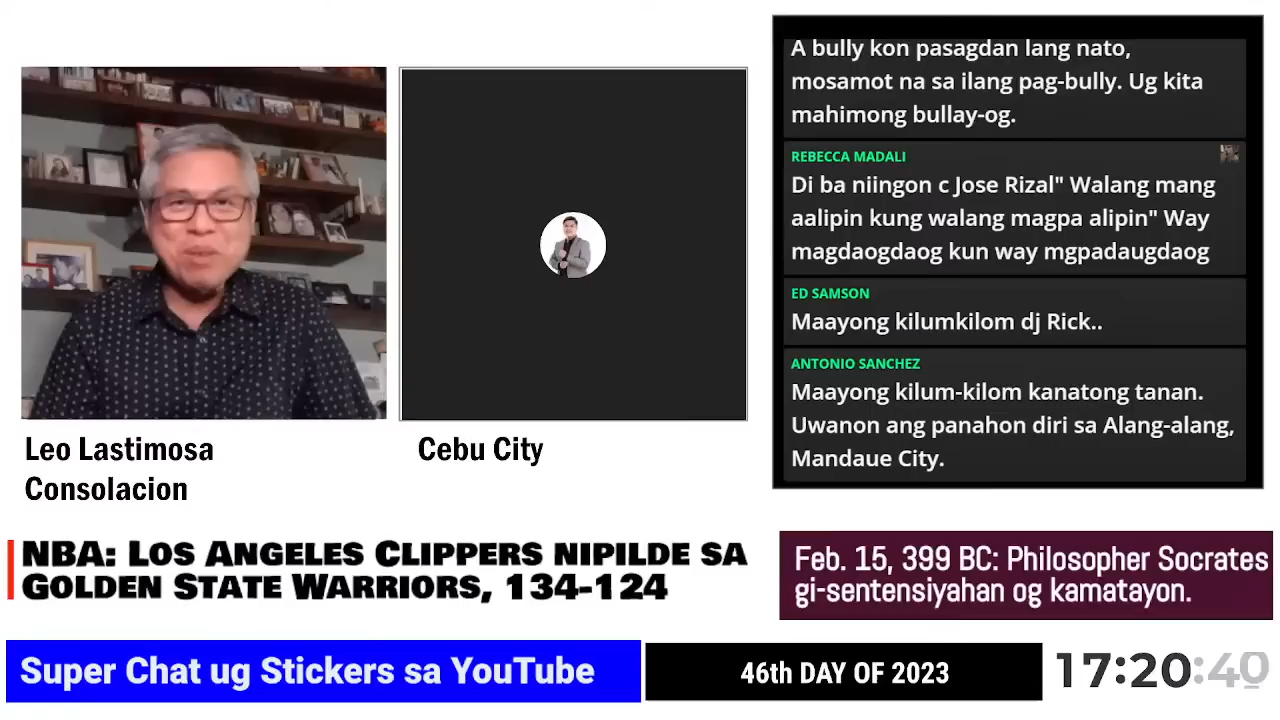 A bully kon pasagdan lang nato,
mosamot na sa ilang pag-bully. Ug kita
mahimong bullay-og.
REBECCA MADALI
Di ba niingon c Jose Rizal" Walang mang
aalipin kung walang magpa alipin" Way
magdaogdaog kun way mgpadaugdaog
ED SAMSON
Maayong kilumkilom dj Rick..
ANTONIO SANCHEZ
Maayong kilum-kilom kanatong tanan.
Uwanon ang panahon diri sa Alang-alang,
Mandaue City.
Leo Lastimosa
Consolacion
Cebu City
NBA: Los Angeles Clippers nipilde sa
Golden State Warriors, 134-124
Feb. 15, 399 BC: Philosopher Socrates
gi-sentensiyahan og kamatayon.
Super Chat ug Stickers sa YouTube
46th DAY OF 2023
17:20:40